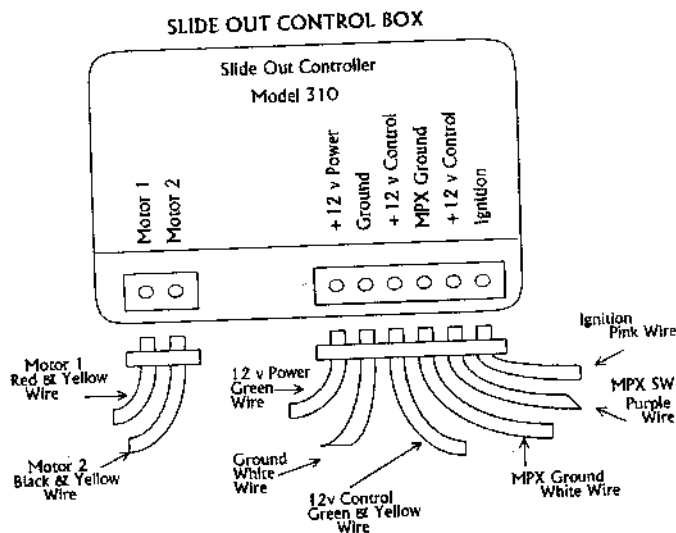 SLIDE OUT CONTROL BOX
Slide Out Controller
Model 310
Motor 1
Motor 2
+12 v Power
Ground
+12 v Control
MPX Ground
+12 v Control
Ignition
Motor 1
Red & Yellow
Wire
Motor 2
Black & Yellow
Wire
12 v Power
Green
Wire
Ground
White
Wire
12v Control
Green & Yellow
Wire
Ignition
Pink Wire
MPX SW
Purple
Wire
MPX Ground
White Wire